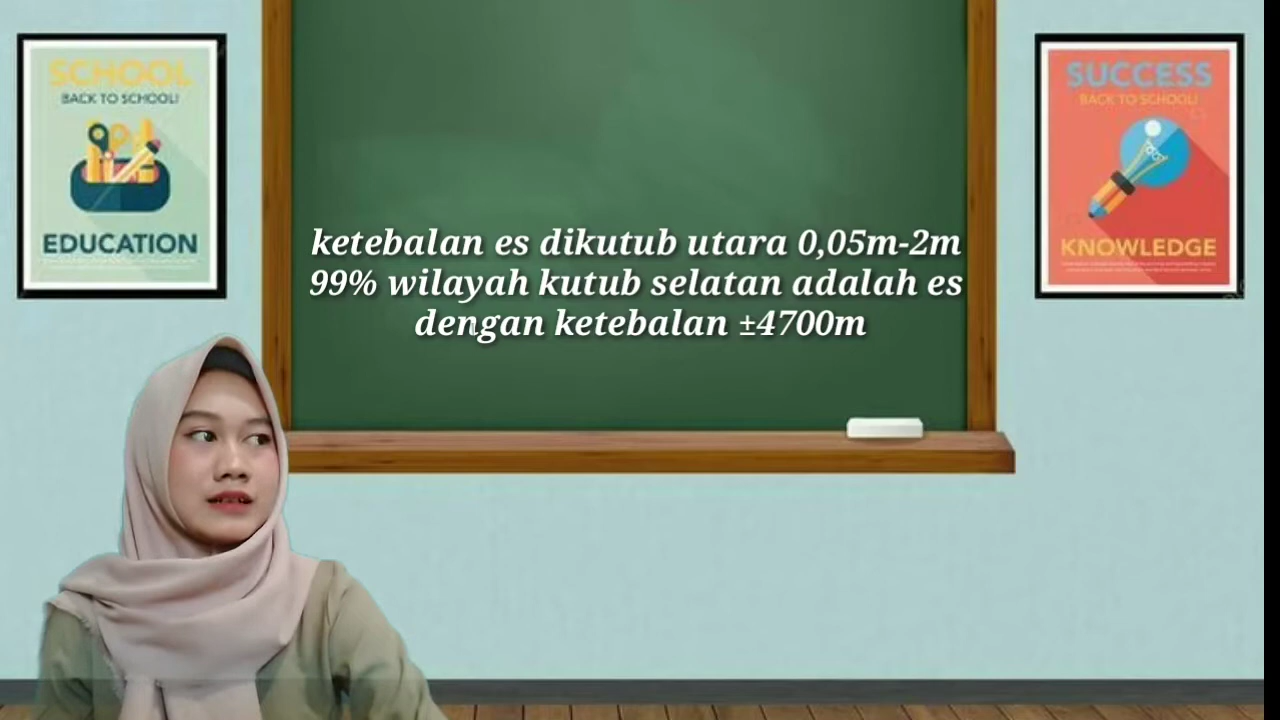 SCHOOL
BACK TO SCHOOL!
EDUCATION
ketebalan es dikutub utara 0,05m-2m
99% wilayah kutub selatan adalah es
dengan ketebalan ±4700m
SUCCESS
BACK TO SCHOOL!
KNOWLEDGE